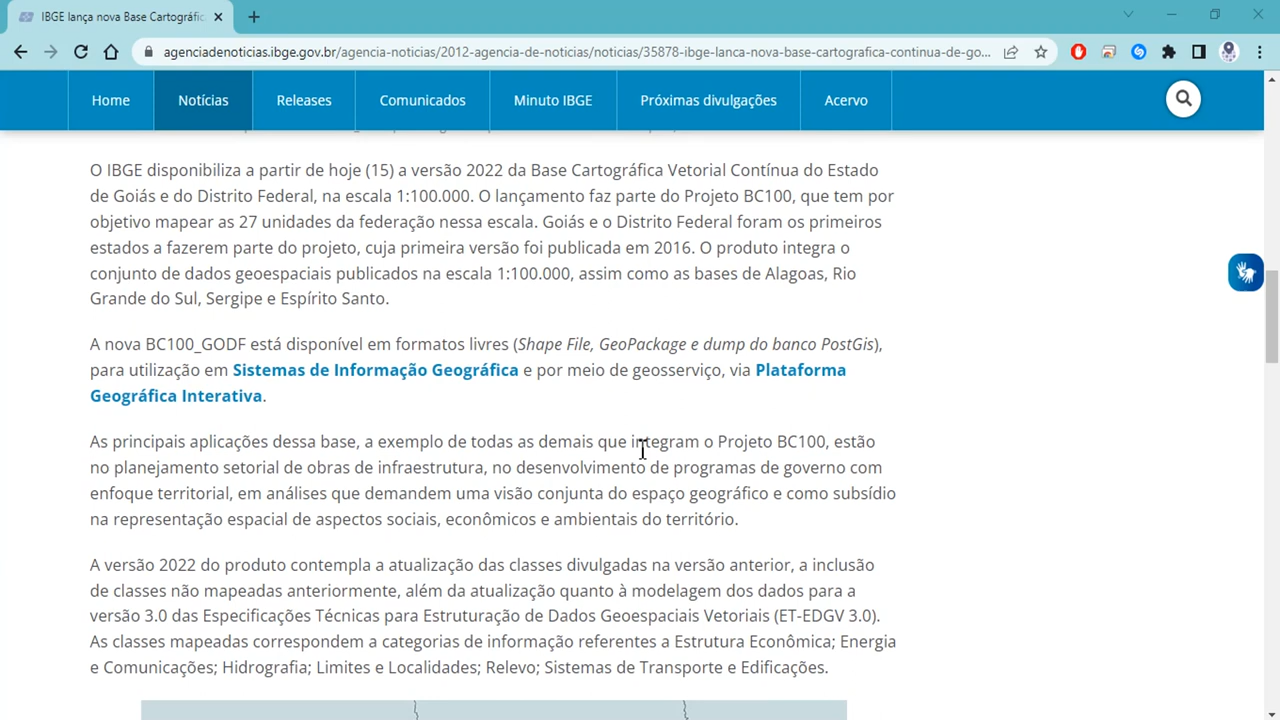 IBGE lança nova Base Cartográfic
agenciadenoticias.ibge.gov.br/agencia-noticias/2012-agencia-de-noticias/noticias/35878-ibge-lanca-nova-base-cartografica-continua-de-go...
Home Notícias Releases Comunicados Minuto IBGE Próximas divulgações Acervo
O IBGE disponibiliza a partir de hoje (15) a versão 2022 da Base Cartográfica Vetorial Contínua do Estado
de Goiás e do Distrito Federal, na escala 1:100.000. O lançamento faz parte do Projeto BC100, que tem por
objetivo mapear as 27 unidades da federação nessa escala. Goiás e o Distrito Federal foram os primeiros
estados a fazerem parte do projeto, cuja primeira versão foi publicada em 2016. O produto integra o
conjunto de dados geoespaciais publicados na escala 1:100.000, assim como as bases de Alagoas, Rio
Grande do Sul, Sergipe e Espírito Santo.
A nova BC100_GODF está disponível em formatos livres (Shape File, GeoPackage e dump do banco PostGis),
para utilização em Sistemas de Informação Geográfica e por meio de geosserviço, via Plataforma
Geográfica Interativa.
As principais aplicações dessa base, a exemplo de todas as demais que integram o Projeto BC100, estão
no planejamento setorial de obras de infraestrutura, no desenvolvimento de programas de governo com
enfoque territorial, em análises que demandem uma visão conjunta do espaço geográfico e como subsídio
na representação espacial de aspectos sociais, econômicos e ambientais do território.
A versão 2022 do produto contempla a atualização das classes divulgadas na versão anterior, a inclusão
de classes não mapeadas anteriormente, além da atualização quanto à modelagem dos dados para a
versão 3.0 das Especificações Técnicas para Estruturação de Dados Geoespaciais Vetoriais (ET-EDGV 3.0).
As classes mapeadas correspondem a categorias de informação referentes a Estrutura Econômica; Energia
e Comunicações; Hidrografia; Limites e Localidades; Relevo; Sistemas de Transporte e Edificações.